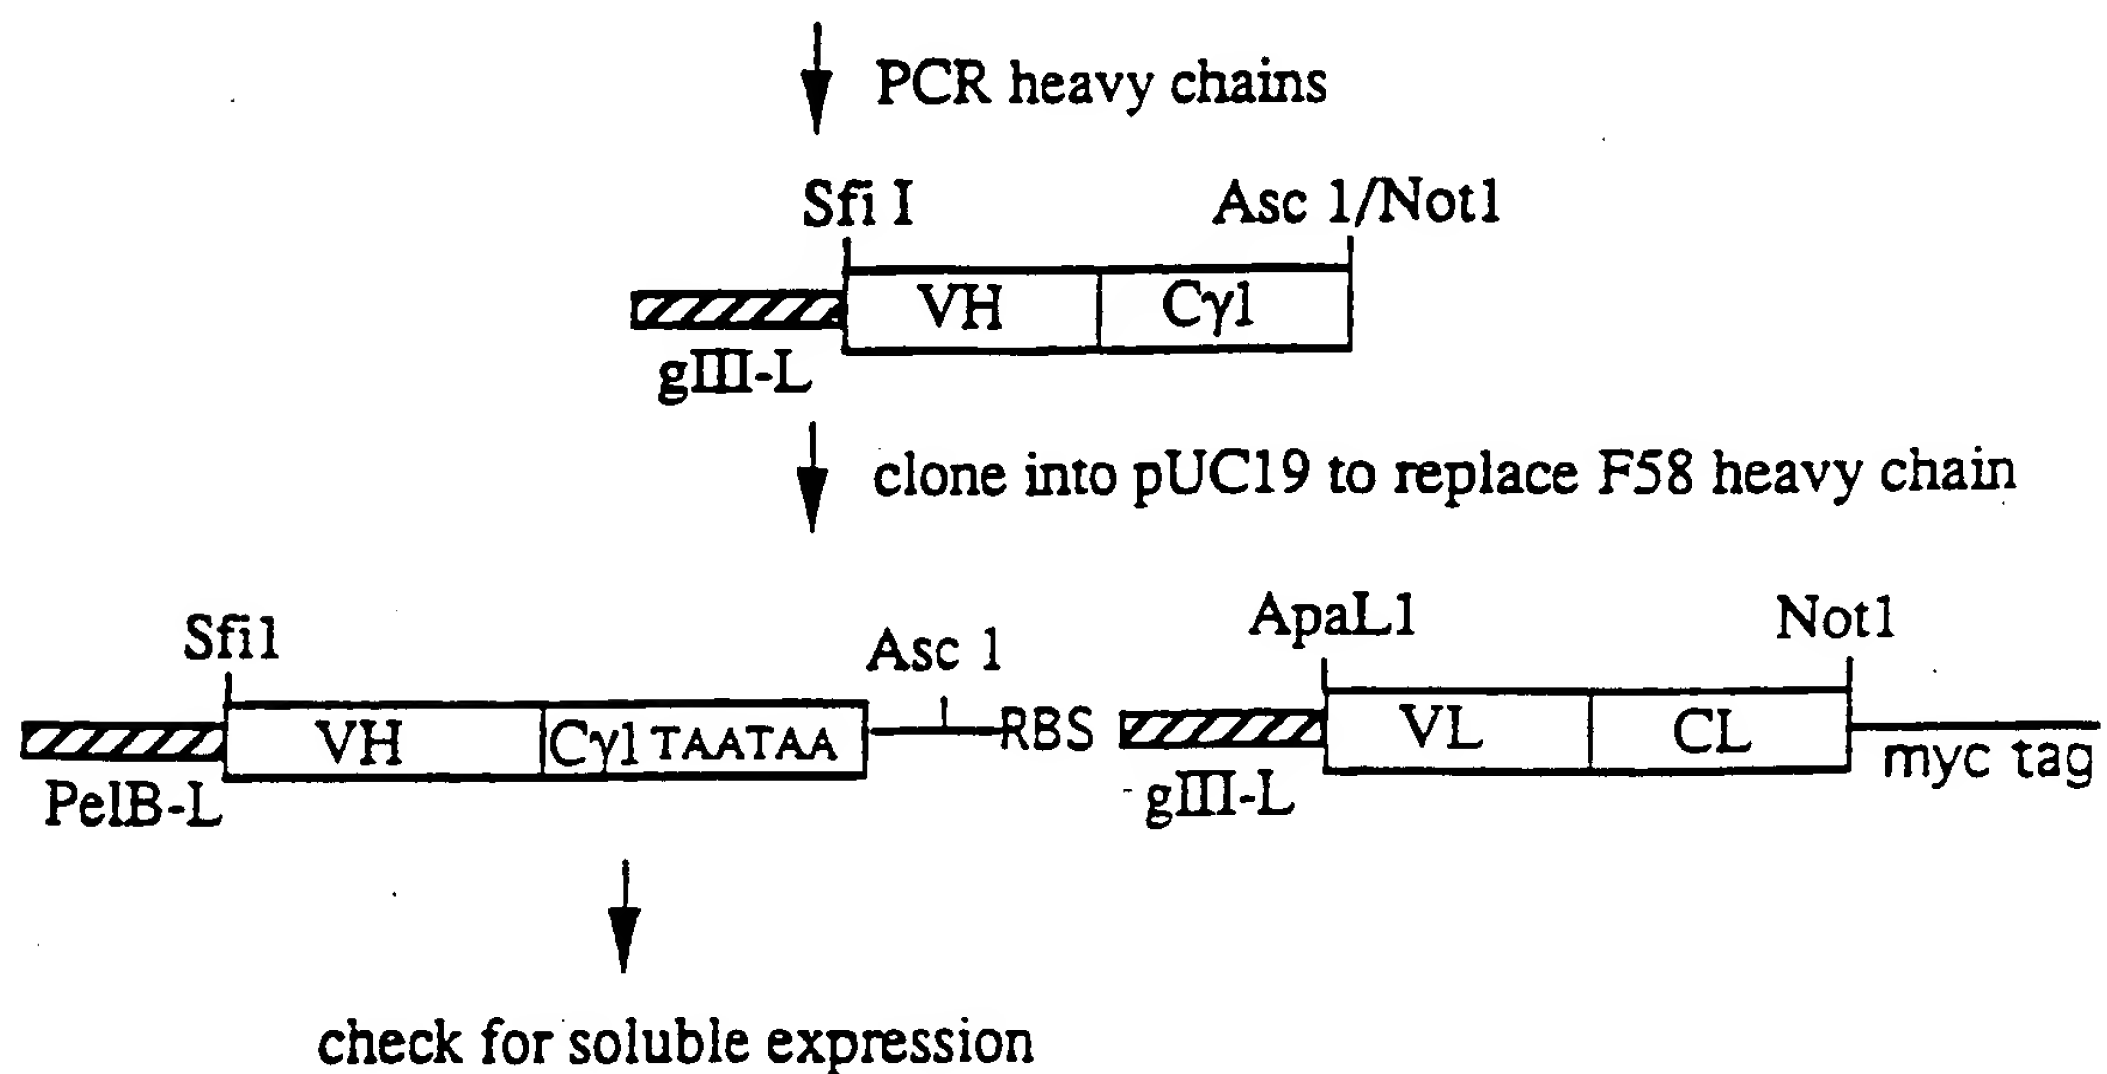 PCR heavy chains
Sfi I Asc 1/Not1
VH Cγ1
gIII-L
clone into pUC19 to replace F58 heavy chain
Sfi1 Asc 1 ApaL1 Not1
VH Cγ1 TAATAA RBS VL CL myc tag
PelB-L gIII-L
check for soluble expression